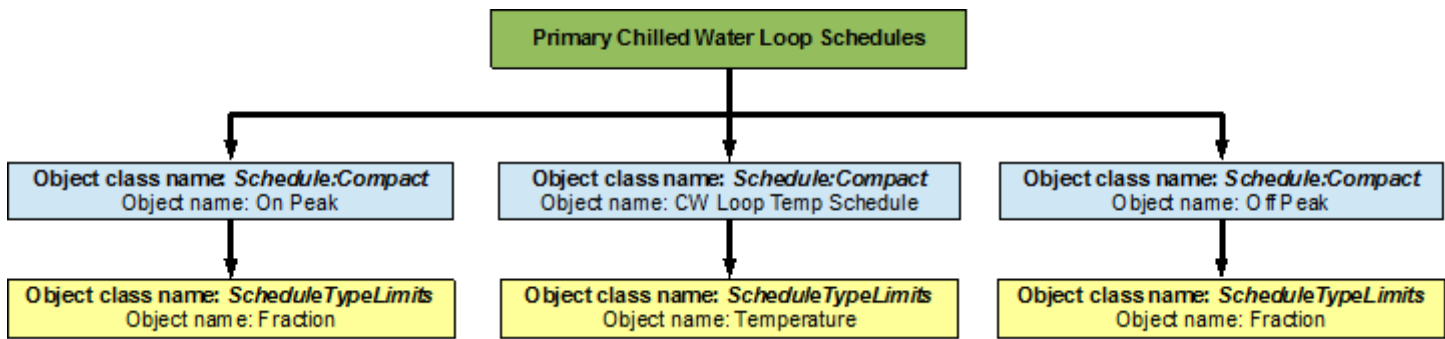 Primary Chilled Water Loop Schedules
Object class name: Schedule:Compact
Object name: On Peak
Object class name: Schedule:Compact
Object name: CW Loop Temp Schedule
Object class name: Schedule:Compact
Object name: Off Peak
Object class name: ScheduleTypeLimits
Object name: Fraction
Object class name: ScheduleTypeLimits
Object name: Temperature
Object class name: ScheduleTypeLimits
Object name: Fraction